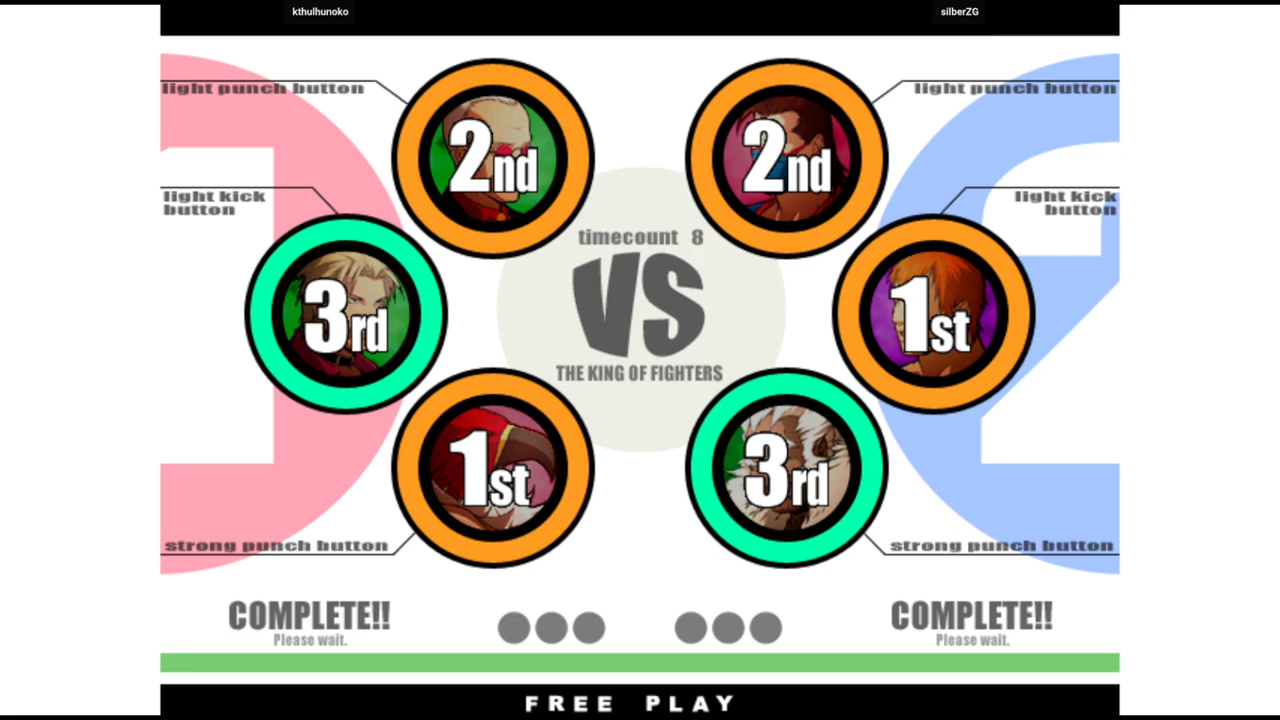 kthulhunoko
silberZG
light punch button
light punch button
2nd
2nd
light kick
button
light kick
button
timecount 8
VS
THE KING OF FIGHTERS
3rd
1st
1st
3rd
strong punch button
strong punch button
COMPLETE!!
Please wait.
COMPLETE!!
Please wait.
FREE PLAY
1
2